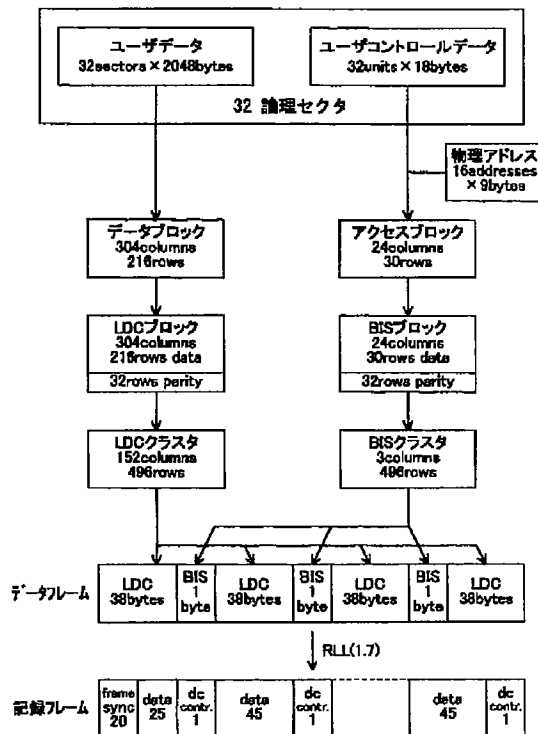 ユーザデータ
32sectors×2048bytes
ユーザコントロールデータ
32units×18bytes
32 論理セクタ
物理アドレス
16addresses
×9bytes
データブロック
304columns
216rows
アクセスブロック
24columns
30rows
LDCブロック
304columns
216rows data
32rows parity
BISブロック
24columns
30rows data
32rows parity
LDCクラスタ
152columns
496rows
BISクラスタ
3columns
496rows
データフレーム
LDC
38bytes
BIS
1
byte
LDC
38bytes
BIS
1
byte
LDC
38bytes
BIS
1
byte
LDC
38bytes
RLL(1.7)
記録フレーム
frame
sync
20
data
25
dc
contr.
1
data
45
dc
contr.
1
data
45
dc
contr.
1